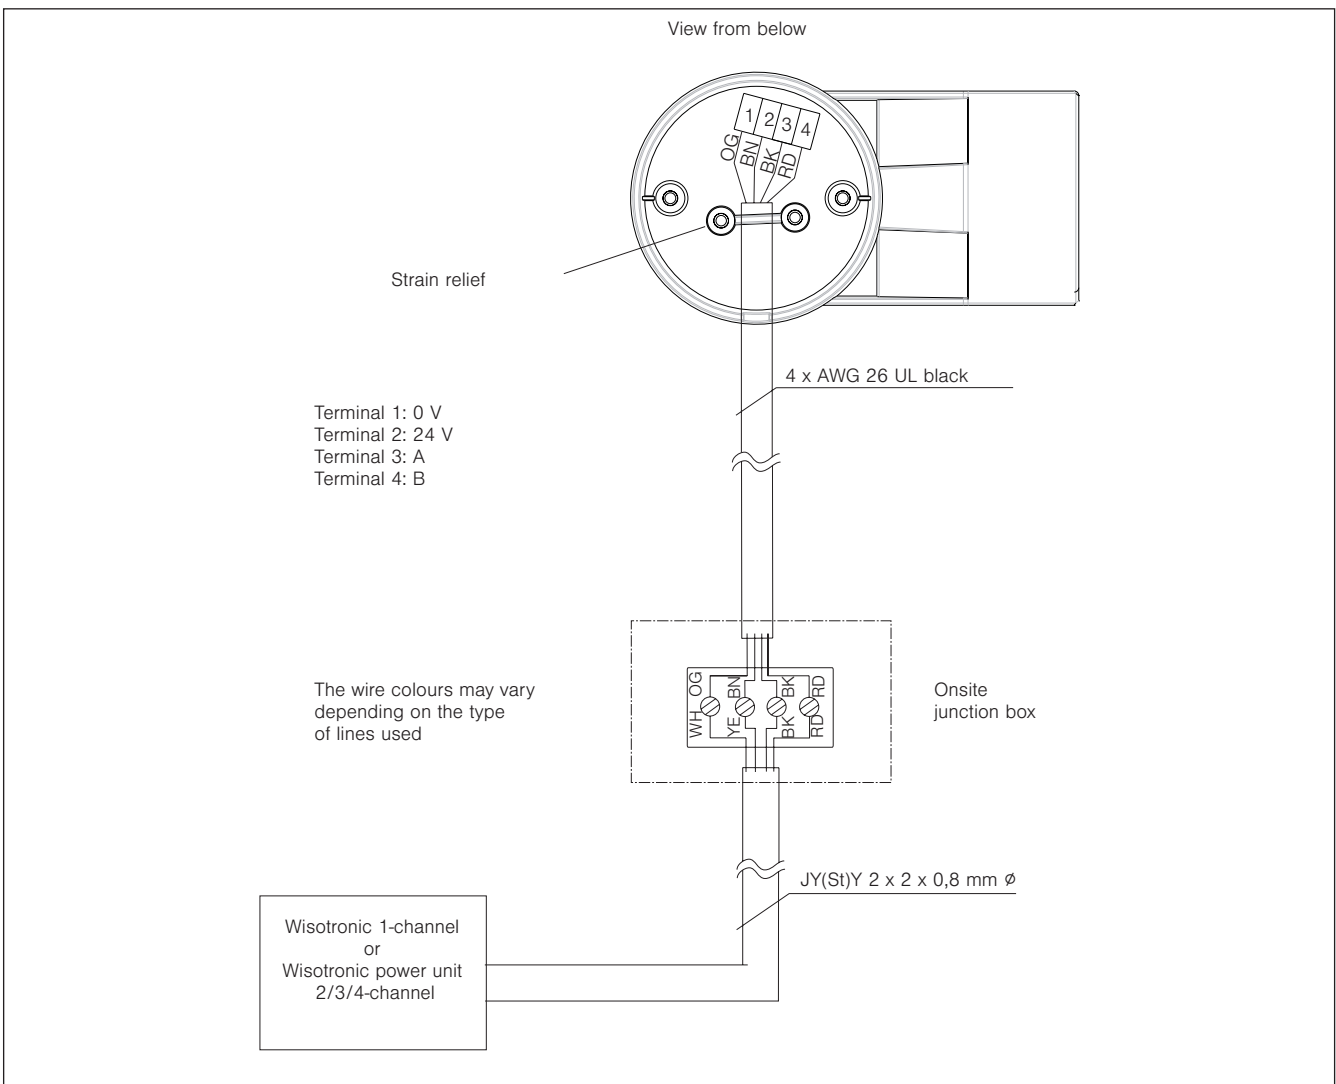 View from below
1 2 3 4
OG BN BK RD
Strain relief
4 x AWG 26 UL black
Terminal 1: 0 V
Terminal 2: 24 V
Terminal 3: A
Terminal 4: B
OG BN BK RD
WH YE BK RD
The wire colours may vary
depending on the type
of lines used
Onsite
junction box
JY(St)Y 2 x 2 x 0,8 mm ø
Wisotronic 1-channel
or
Wisotronic power unit
2/3/4-channel